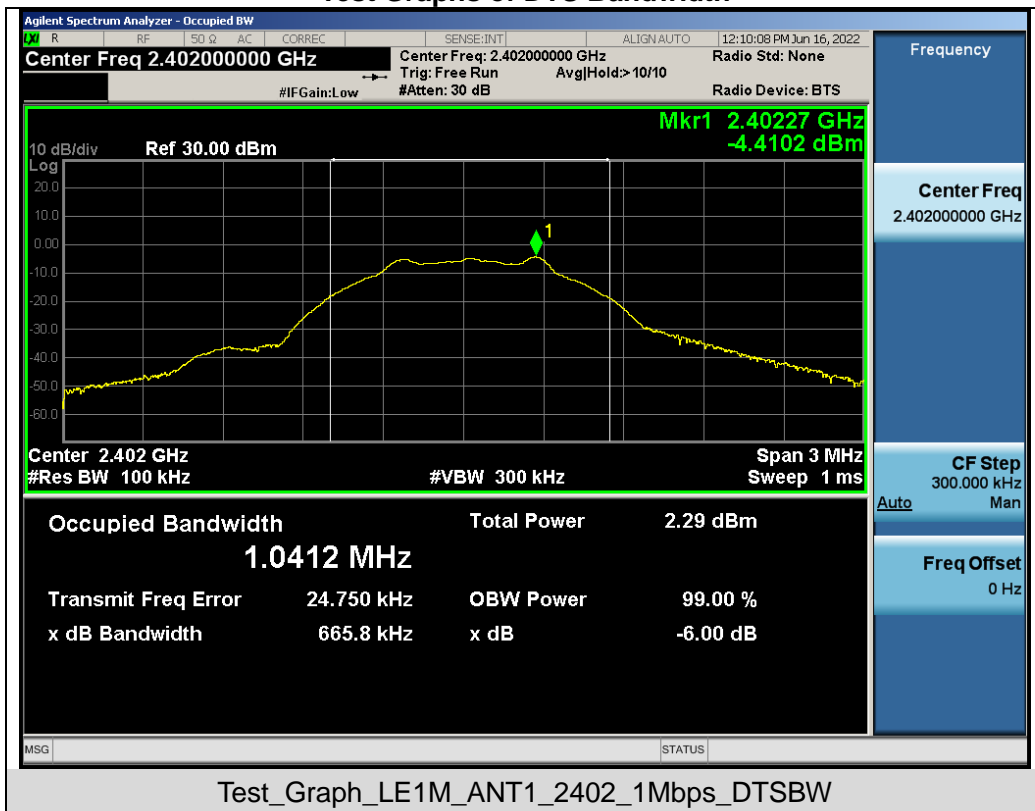 Test Graphs of DTS Bandwidth
Agilent Spectrum Analyzer - Occupied BW
LXI R RF 50 Ω AC CORREC SENSE:INT ALIGN AUTO 12:10:08 PM Jun 16, 2022
Center Freq 2.402000000 GHz
Center Freq: 2.402000000 GHz
Radio Std: None
Trig: Free Run Avg|Hold:>10/10
#IFGain:Low #Atten: 30 dB Radio Device: BTS
Frequency
Mkr1 2.40227 GHz
-4.4102 dBm
10 dB/div Ref 30.00 dBm
Log
20.0
10.0
0.00
-10.0
-20.0
-30.0
-40.0
-50.0
-60.0
1
Center 2.402 GHz Span 3 MHz
#Res BW 100 kHz #VBW 300 kHz Sweep 1 ms
Occupied Bandwidth Total Power 2.29 dBm
1.0412 MHz
Transmit Freq Error 24.750 kHz OBW Power 99.00 %
x dB Bandwidth 665.8 kHz x dB -6.00 dB
Center Freq
2.402000000 GHz
CF Step
300.000 kHz
Auto Man
Freq Offset
0 Hz
MSG STATUS
Test_Graph_LE1M_ANT1_2402_1Mbps_DTSBW